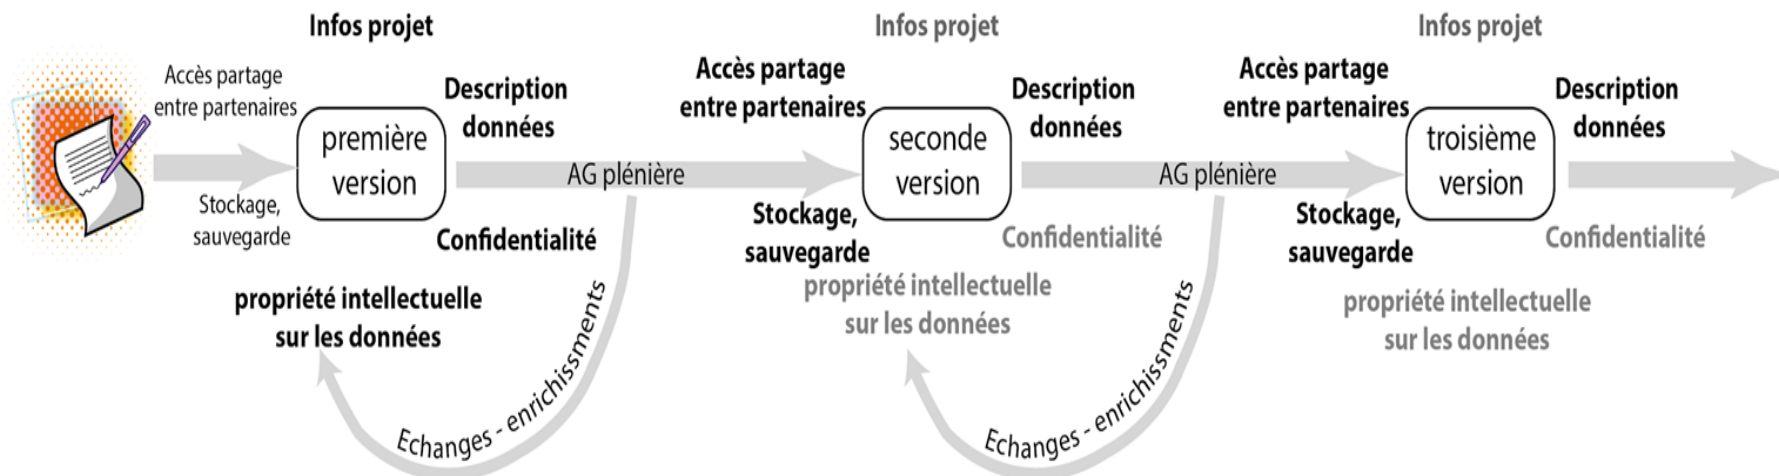 Infos projet
Accès partage
entre partenaires
première
version
Description
données
Stockage,
sauvegarde
Confidentialité
propriété intellectuelle
sur les données
AG plénière
Echanges - enrichissments
Infos projet
Accès partage
entre partenaires
seconde
version
Description
données
Stockage,
sauvegarde
Confidentialité
propriété intellectuelle
sur les données
AG plénière
Echanges - enrichissments
Infos projet
Accès partage
entre partenaires
troisième
version
Description
données
Stockage,
sauvegarde
Confidentialité
propriété intellectuelle
sur les données